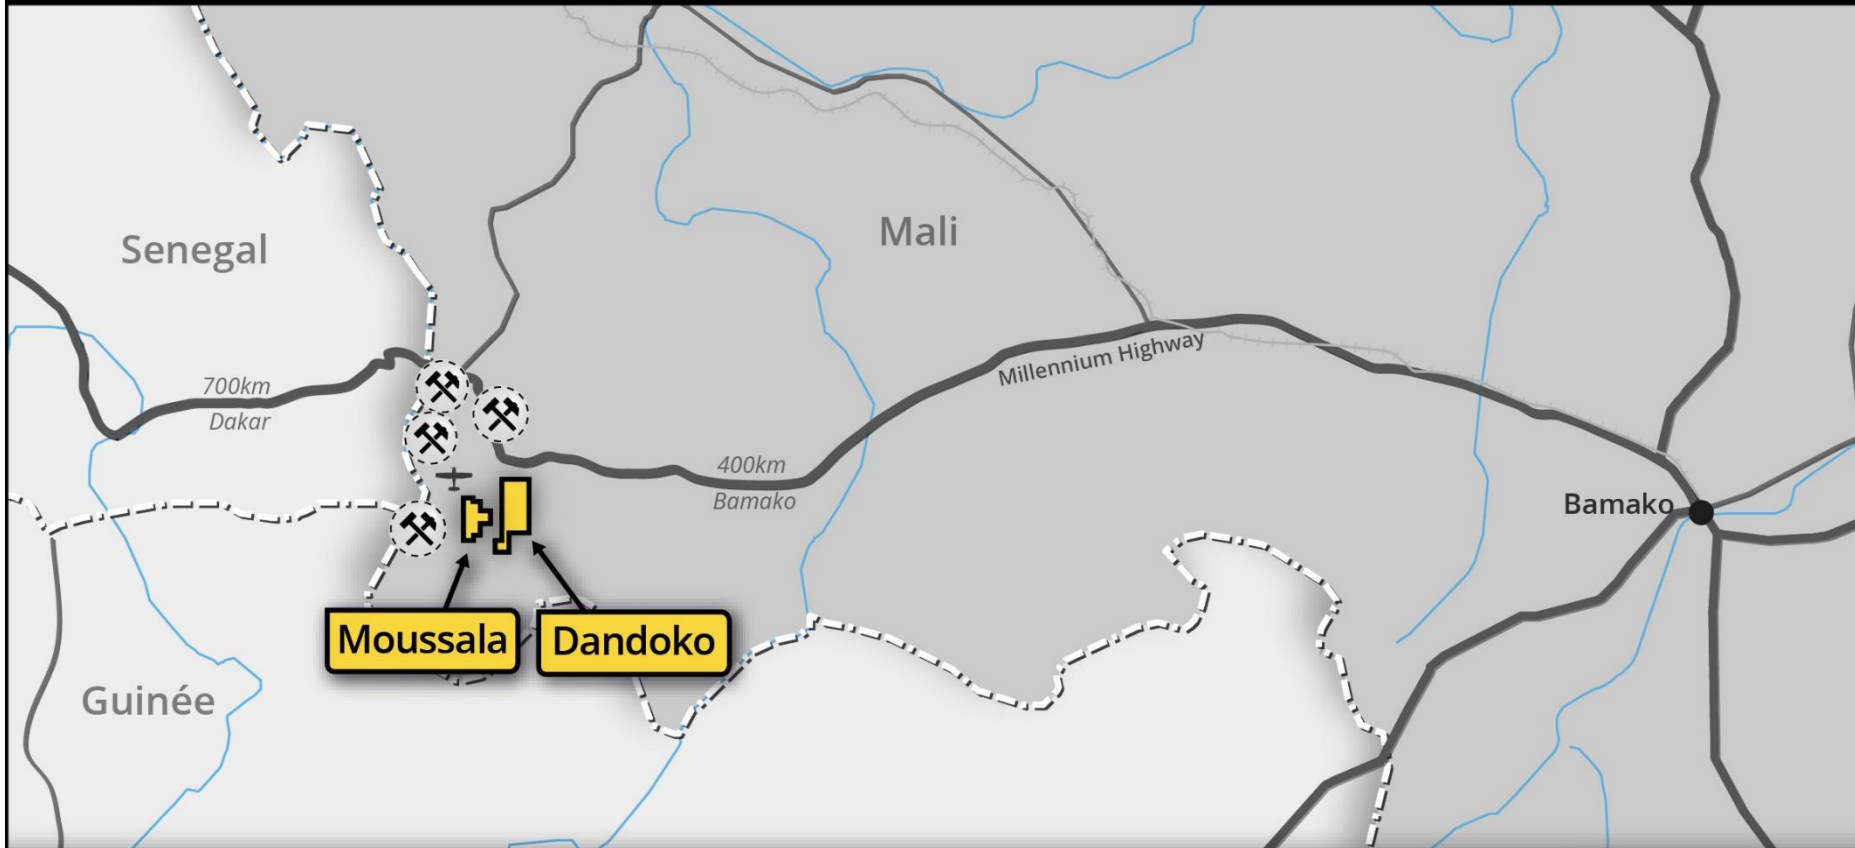 Senegal
Mali
Millennium Highway
700km
Dakar
400km
Bamako
Bamako
Moussala
Dandoko
Guinée